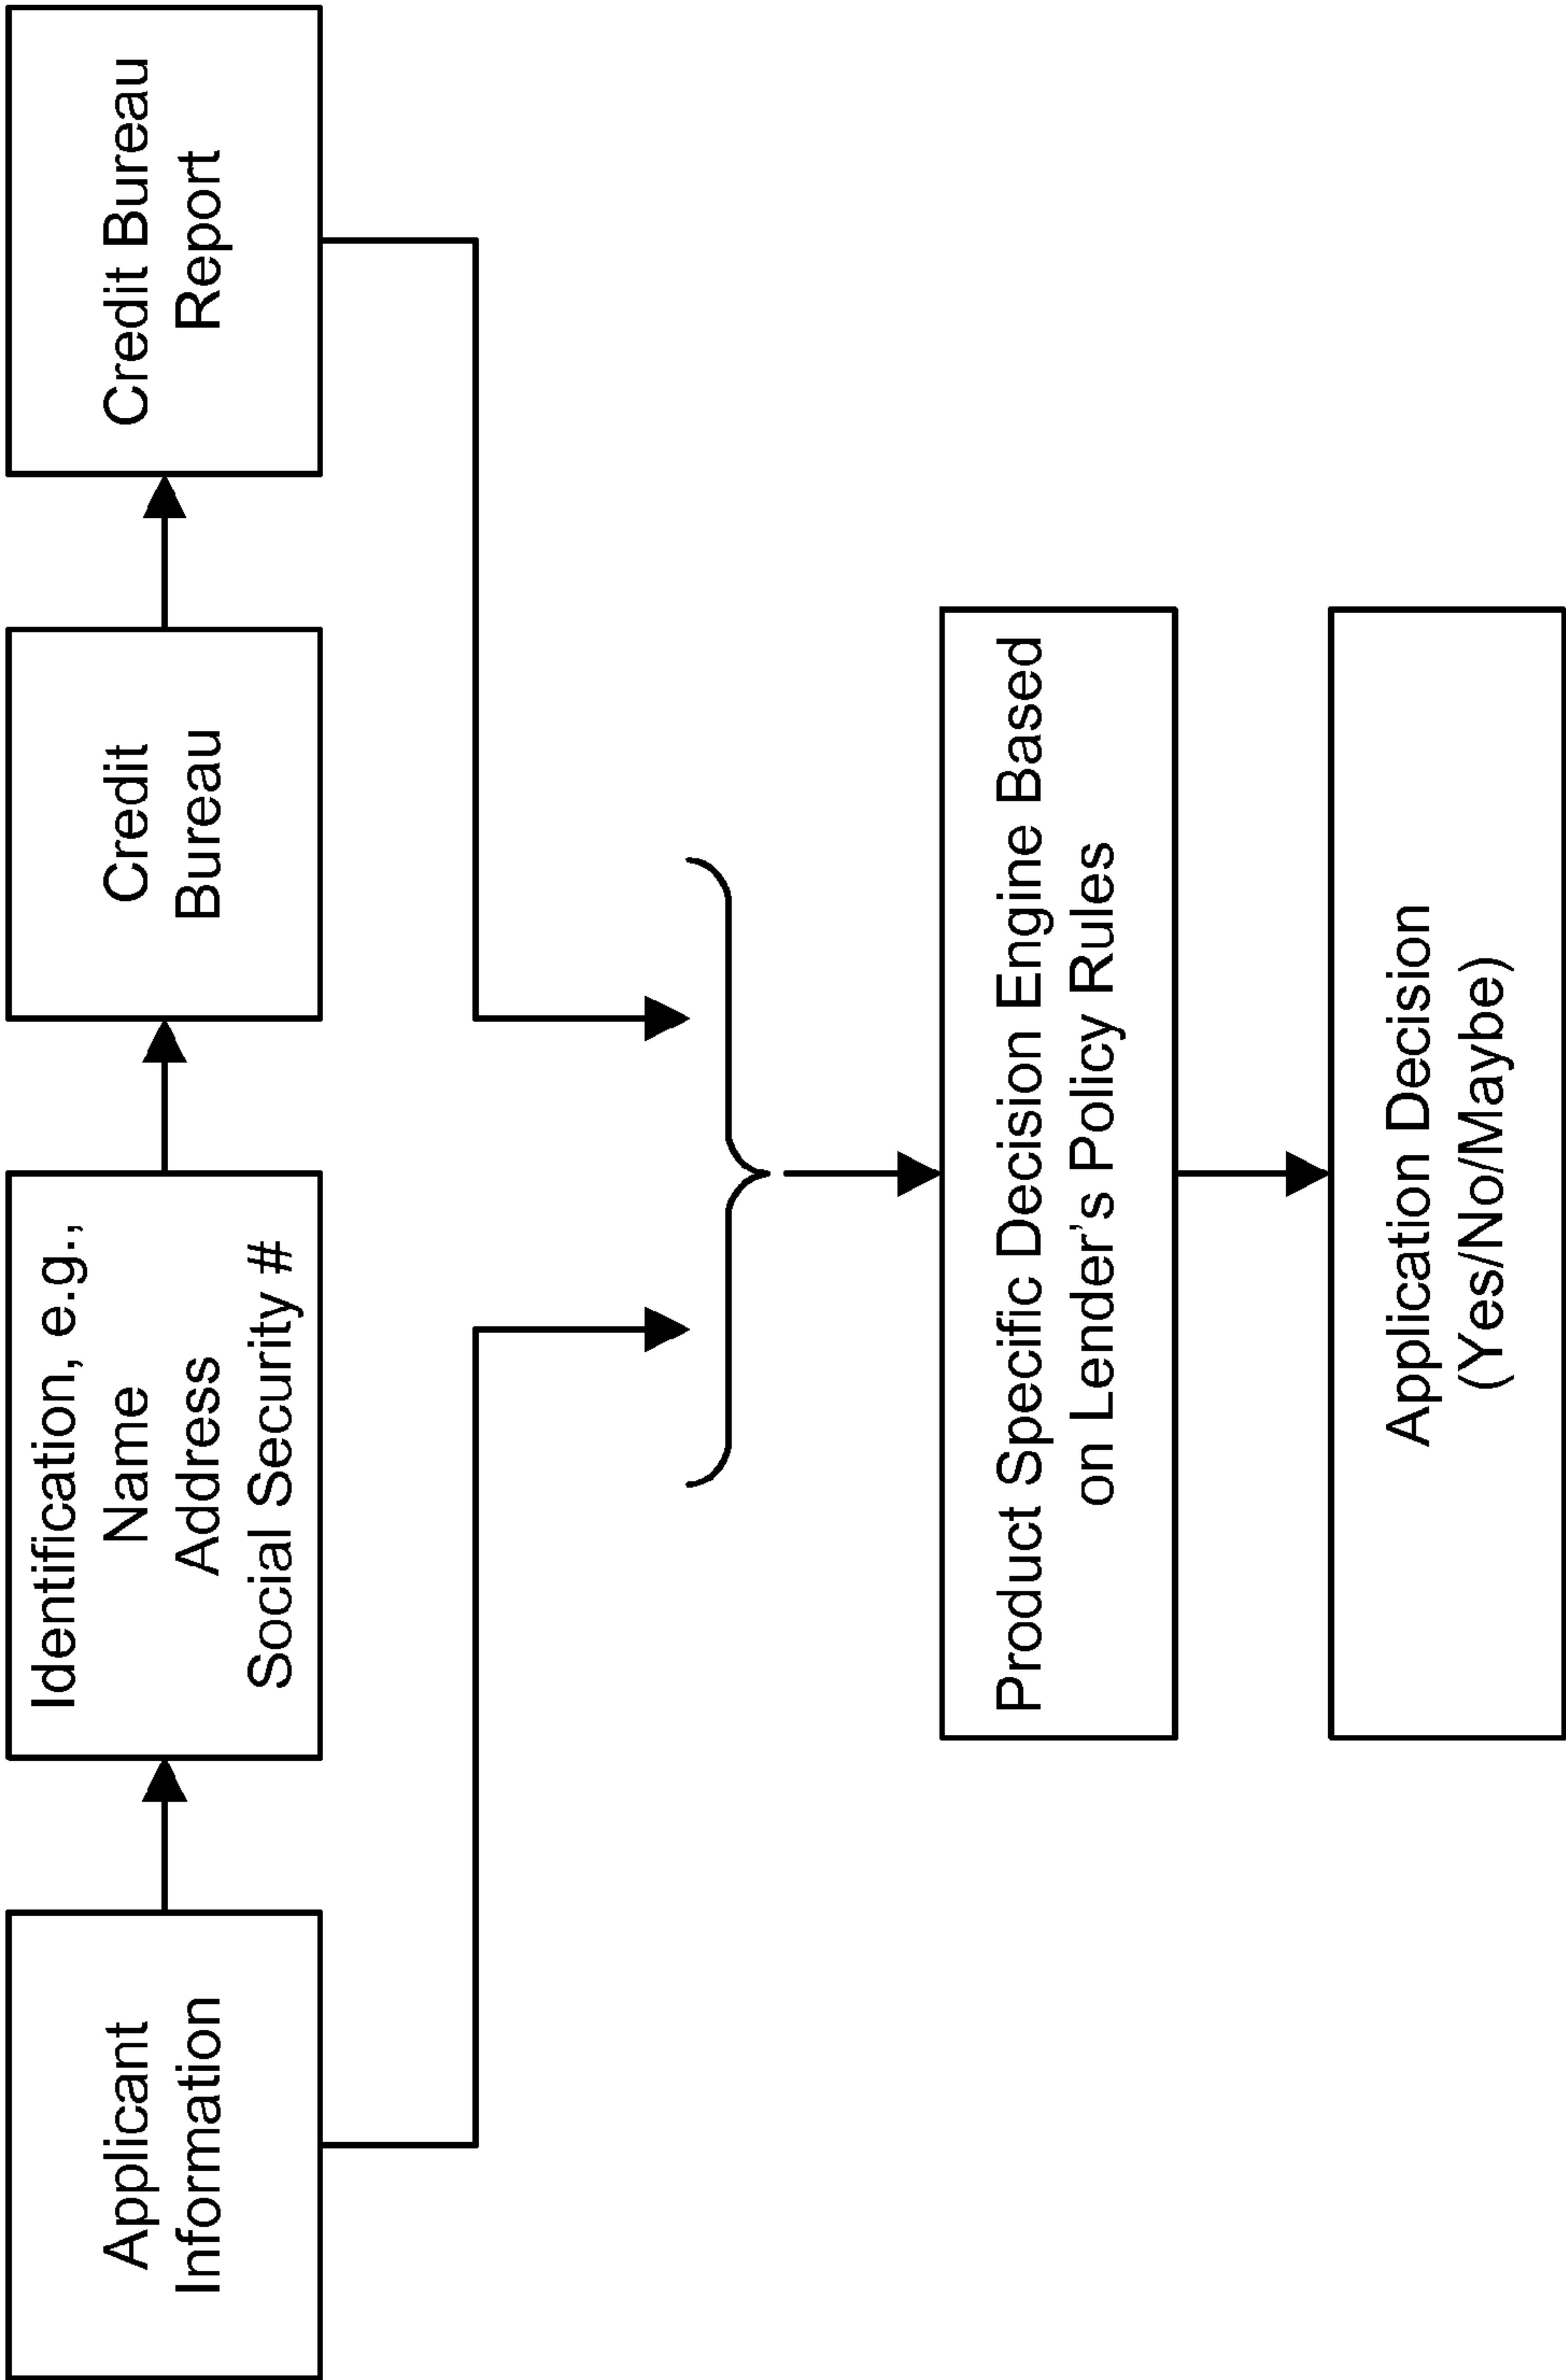 Applicant
Information
Identification, e.g.,
Name
Address
Social Security #
Credit
Bureau
Credit Bureau
Report
Product Specific Decision Engine Based
on Lender’s Policy Rules
Application Decision
(Yes/No/Maybe)